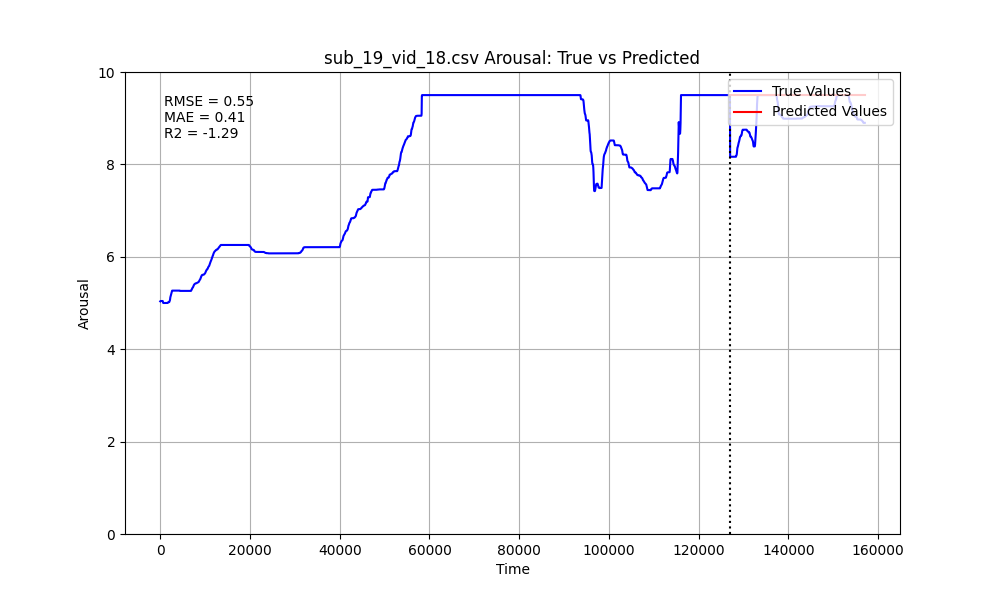 sub_19_vid_18.csv Arousal: True vs Predicted
RMSE = 0.55
MAE = 0.41
R2 = -1.29
True Values
Predicted Values
Arousal
10
8
6
4
2
0
0 20000 40000 60000 80000 100000 120000 140000 160000
Time